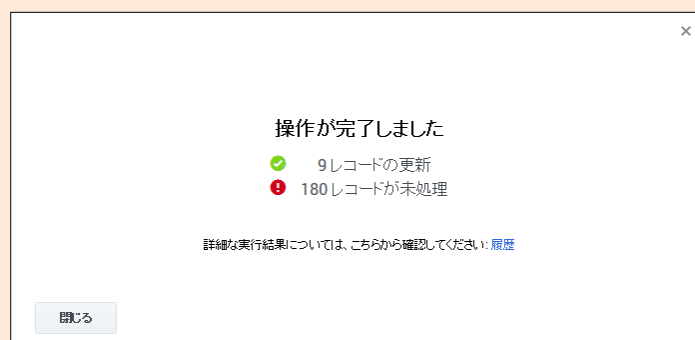 操作が完了しました
9 レコードの更新
180 レコードが未処理
詳細な実行結果については、こちらから確認してください: 履歴
閉じる